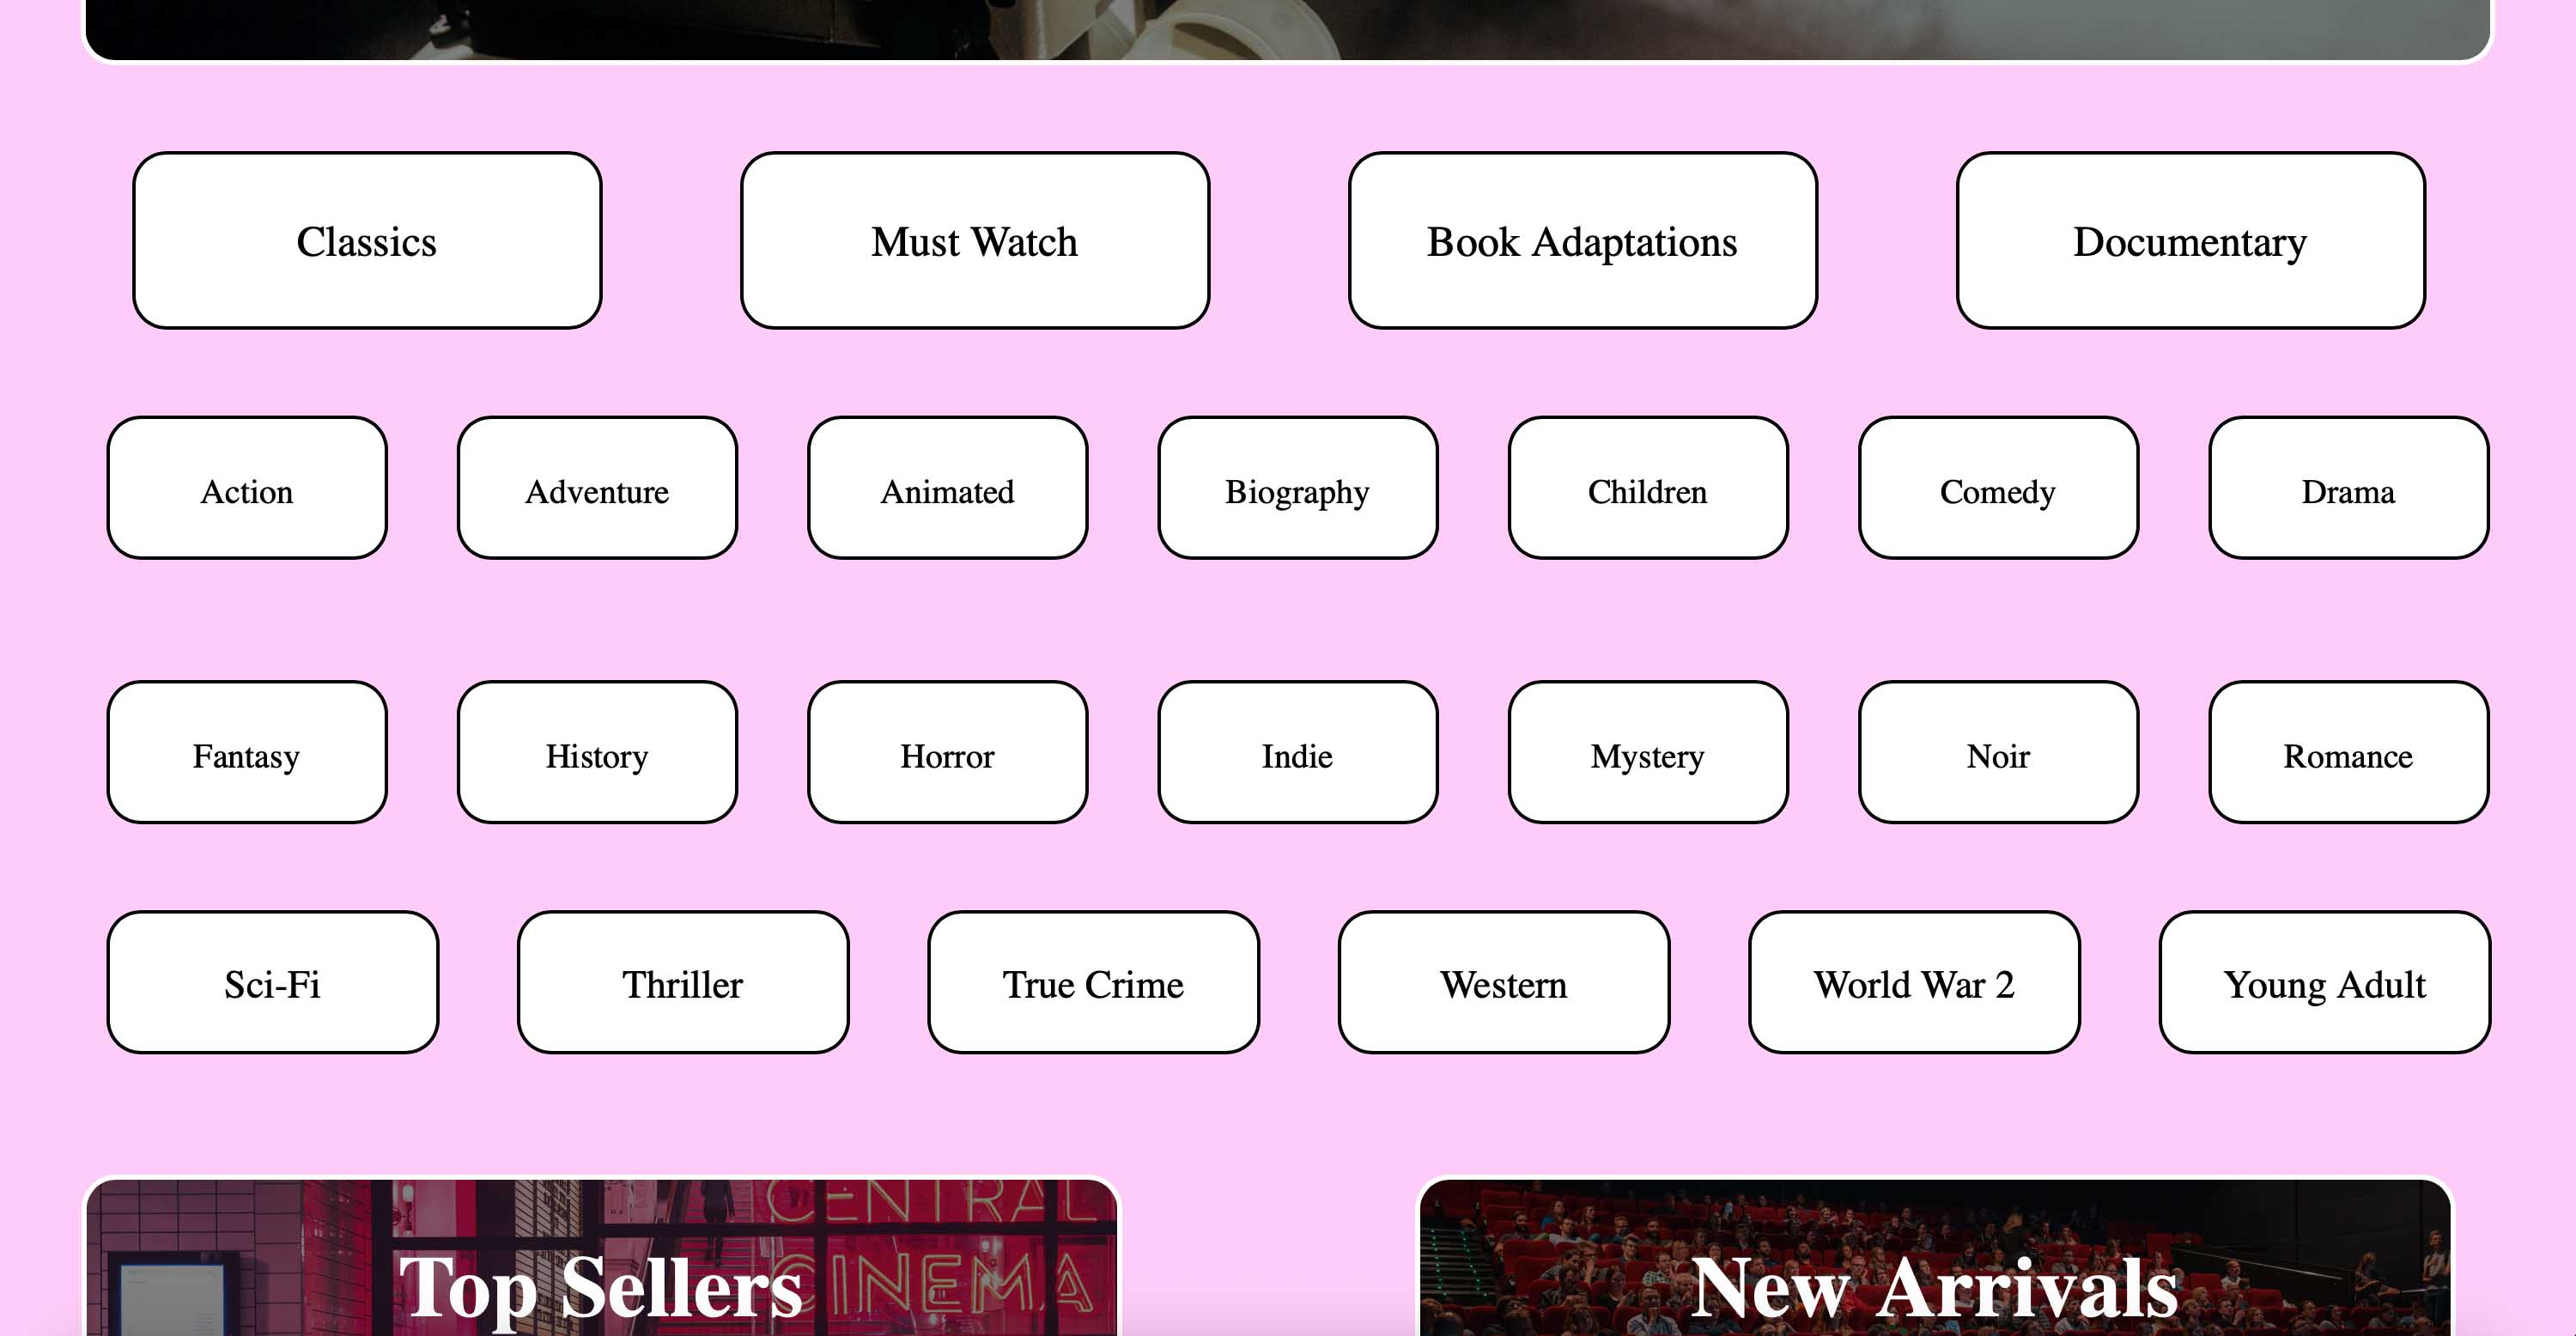 Classics
Must Watch
Book Adaptations
Documentary
Action
Adventure
Animated
Biography
Children
Comedy
Drama
Fantasy
History
Horror
Indie
Mystery
Noir
Romance
Sci-Fi
Thriller
True Crime
Western
World War 2
Young Adult
CENTRAL
CINEMA
Top Sellers
New Arrivals